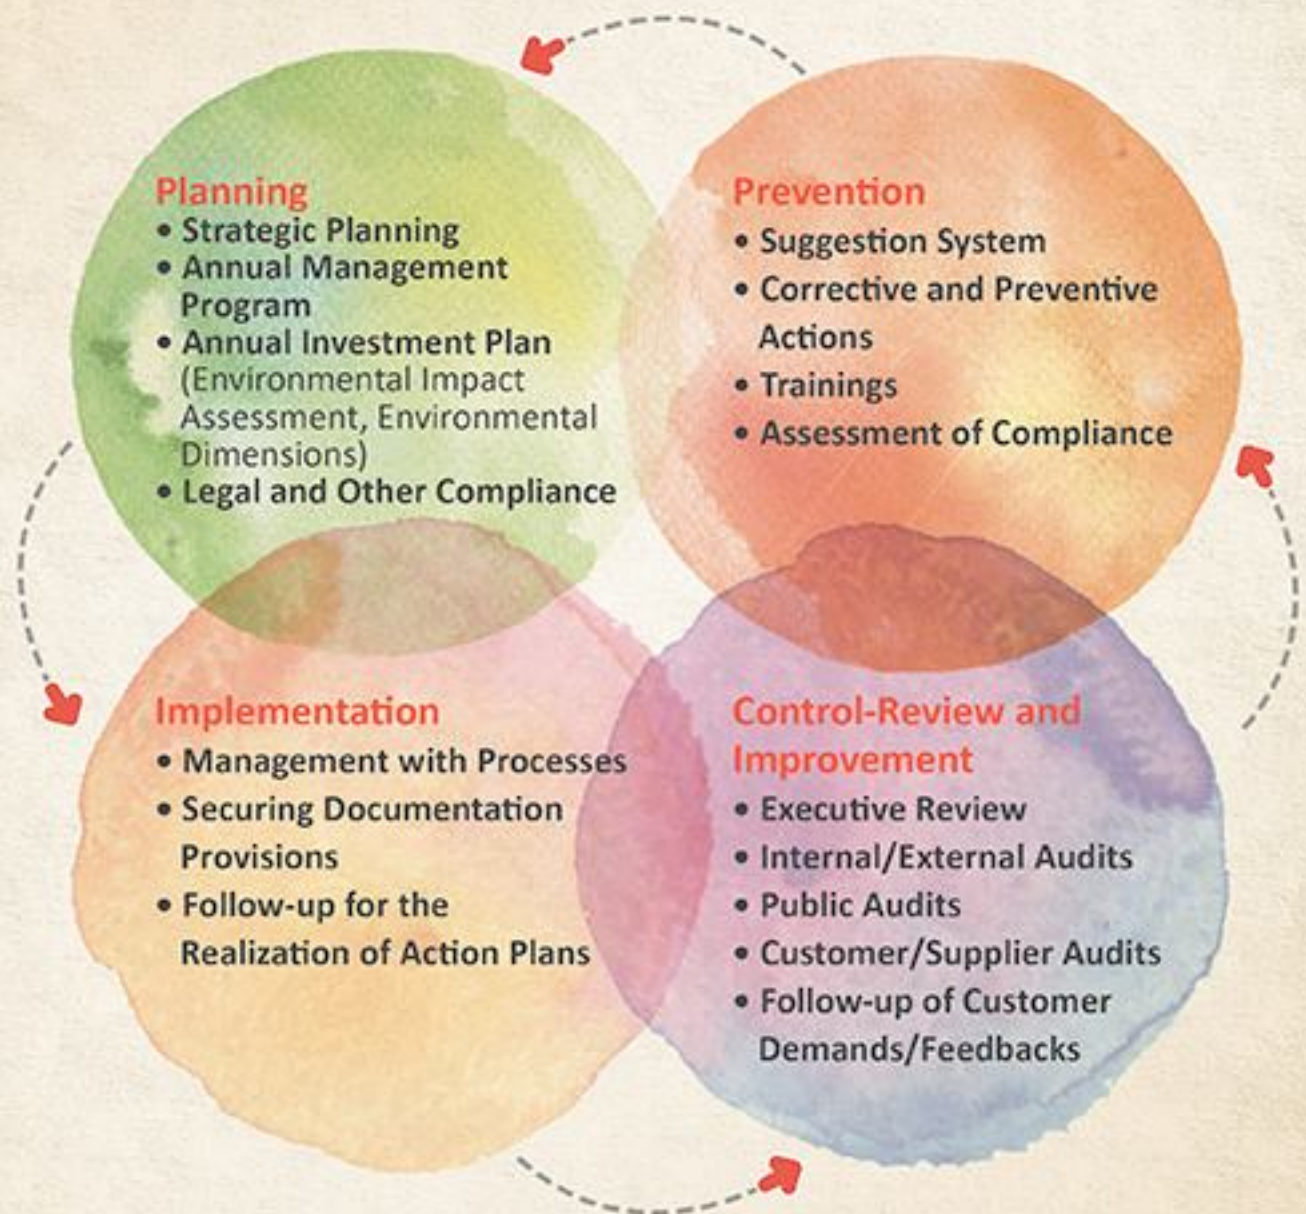 Planning
• Strategic Planning
• Annual Management
Program
• Annual Investment Plan
(Environmental Impact
Assessment, Environmental
Dimensions)
• Legal and Other Compliance
Prevention
• Suggestion System
• Corrective and Preventive
Actions
• Trainings
• Assessment of Compliance
Implementation
• Management with Processes
• Securing Documentation
Provisions
• Follow-up for the
Realization of Action Plans
Control-Review and
Improvement
• Executive Review
• Internal/External Audits
• Public Audits
• Customer/Supplier Audits
• Follow-up of Customer
Demands/Feedbacks